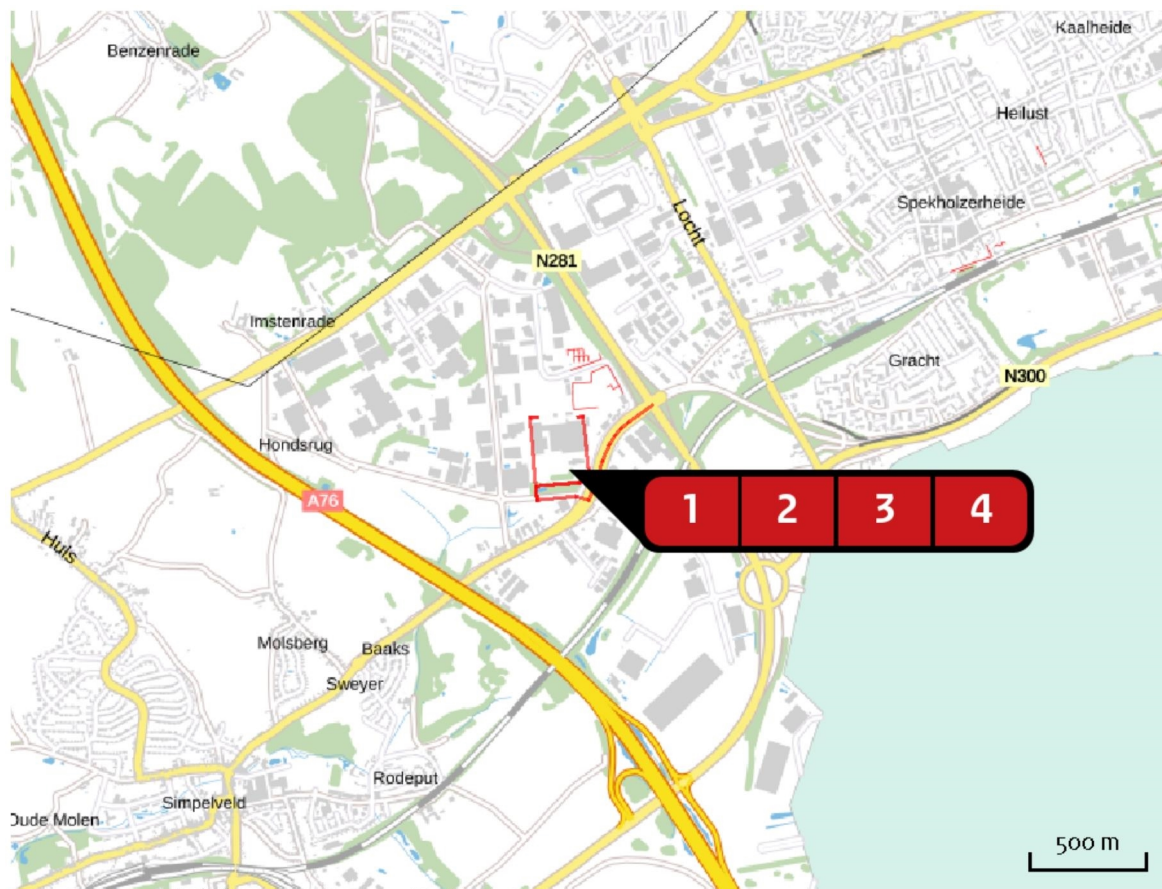 Kaalheide
Benzenrade
Heilust
Spekholzerheide
Locht
N281
Imstenrade
Gracht
N300
Hondsrug
A76
1 2 3 4
Huls
Molsberg
Baaks
Sweyer
Rodeput
Simpelveld
Oude Molen
500 m